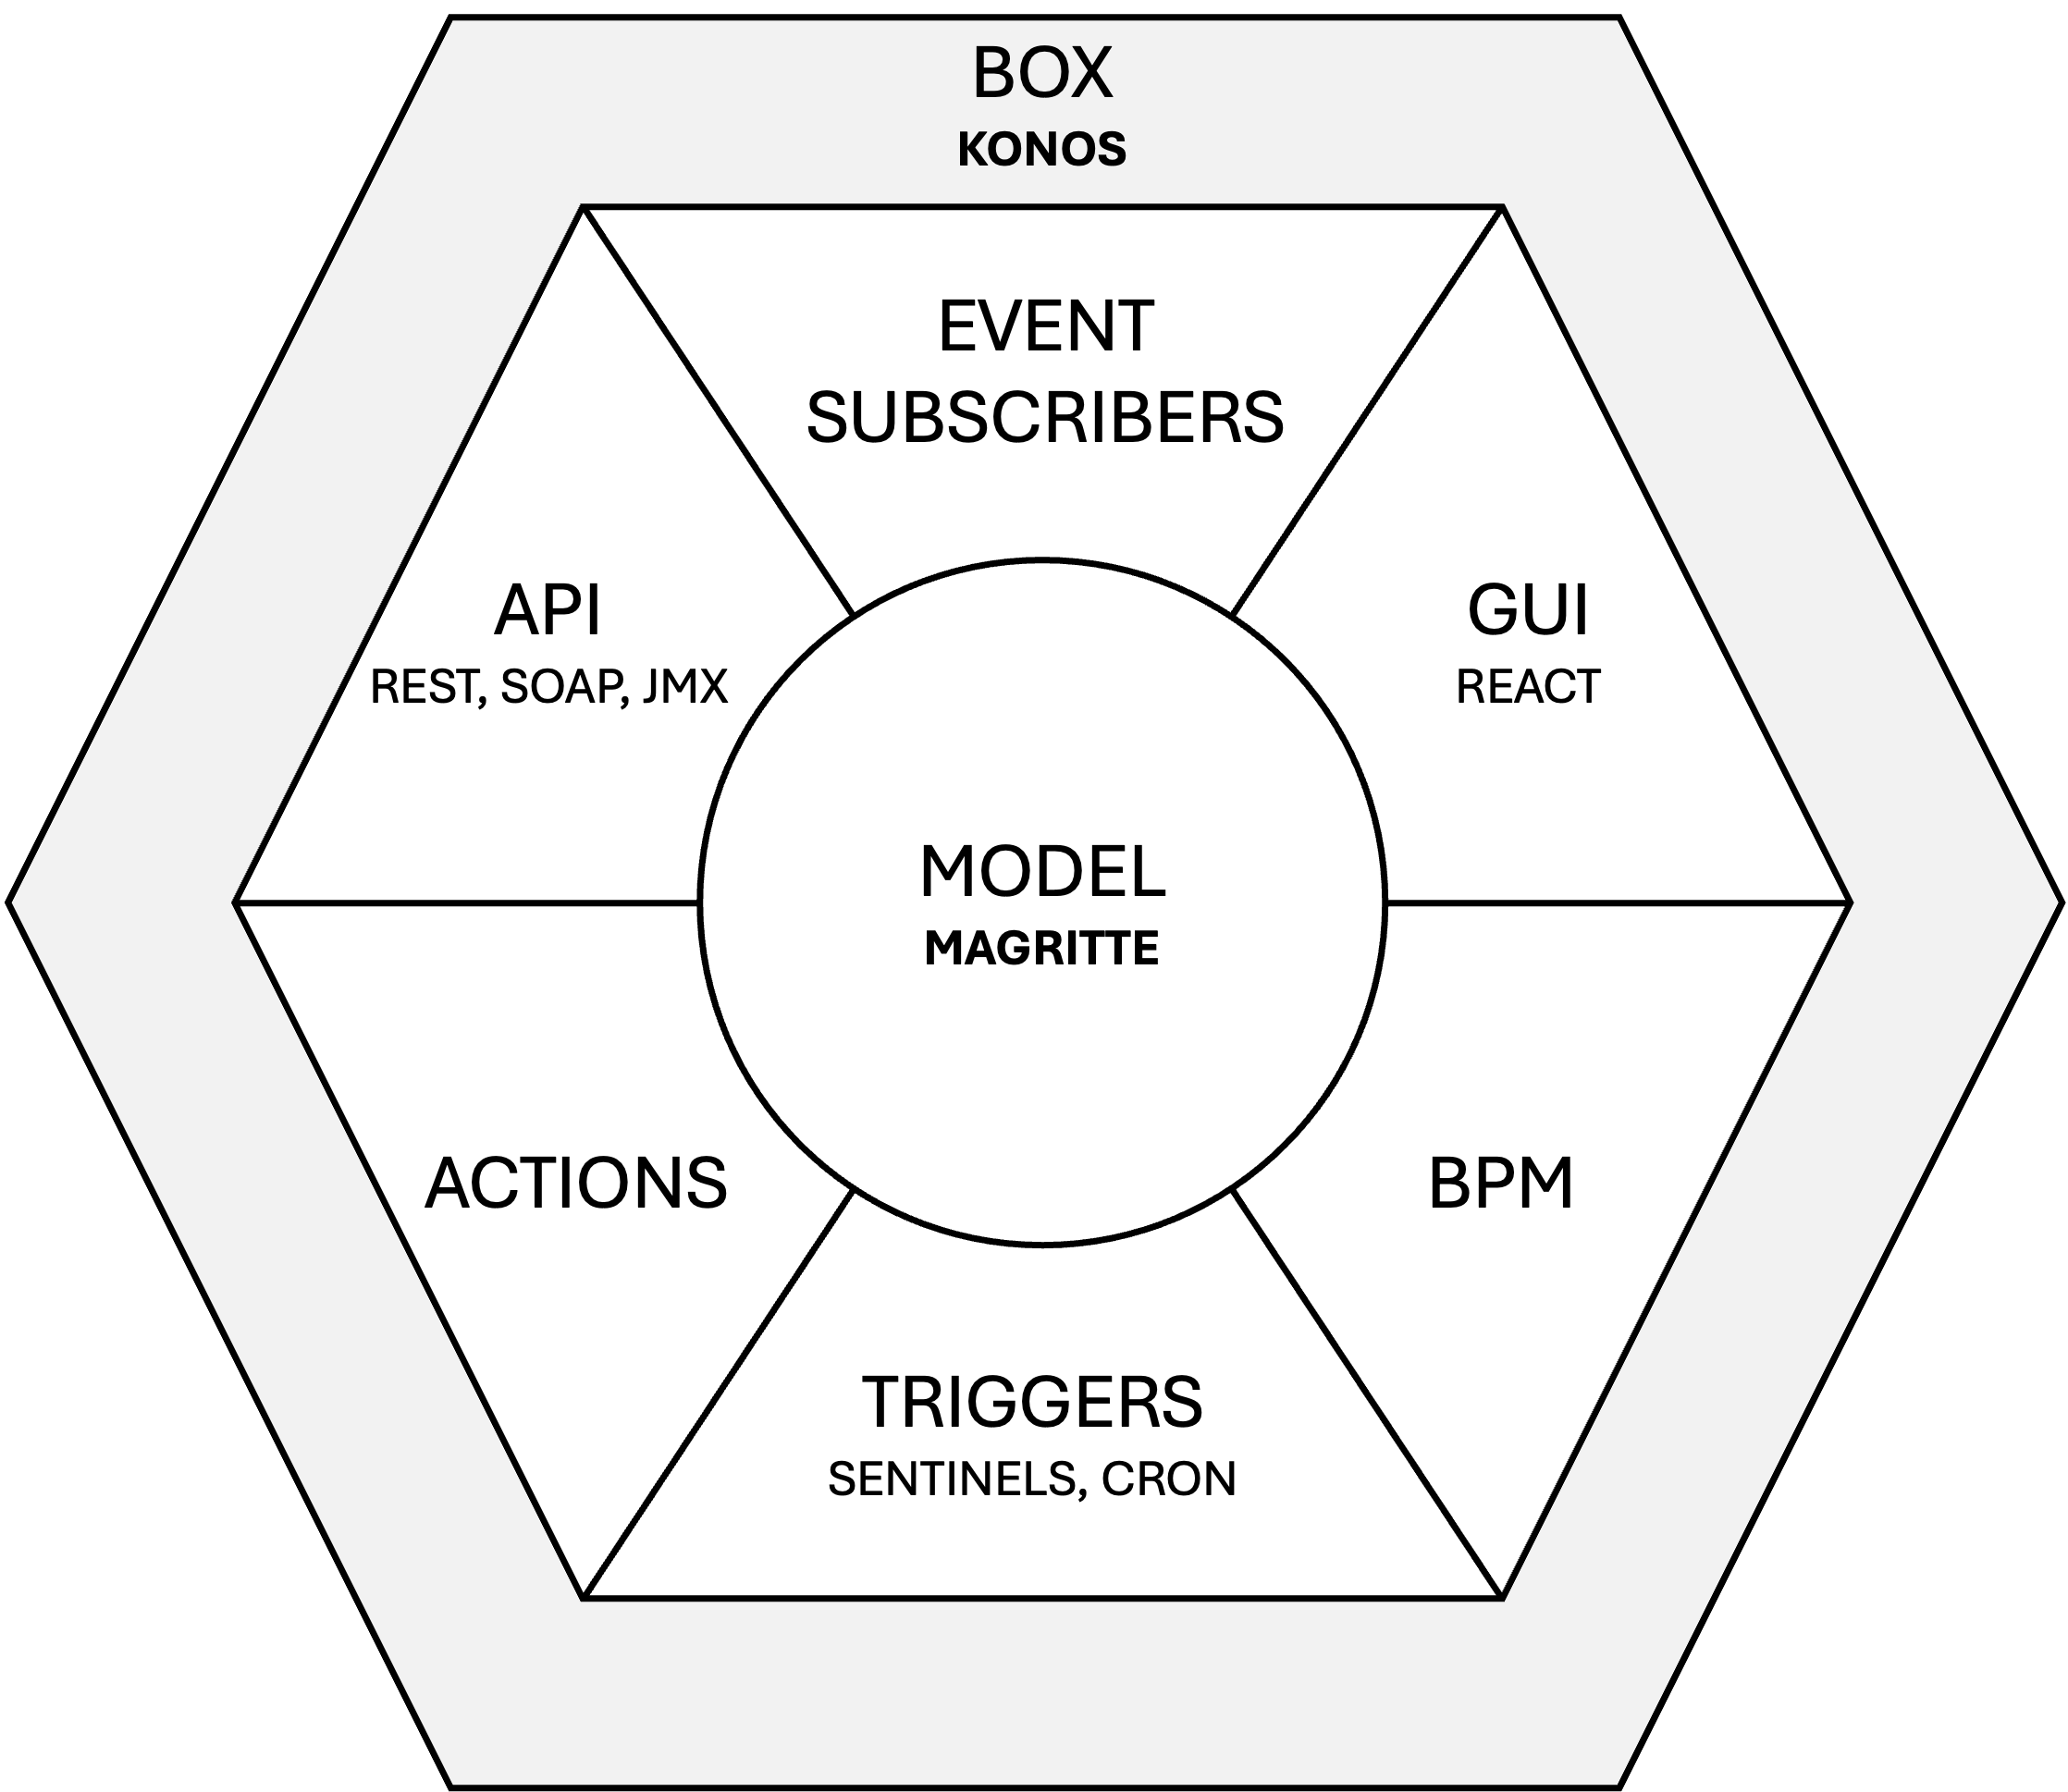 BOX
KONOS
EVENT
SUBSCRIBERS
API
REST, SOAP, JMX
GUI
REACT
MODEL
MAGRITTE
ACTIONS
BPM
TRIGGERS
SENTINELS, CRON